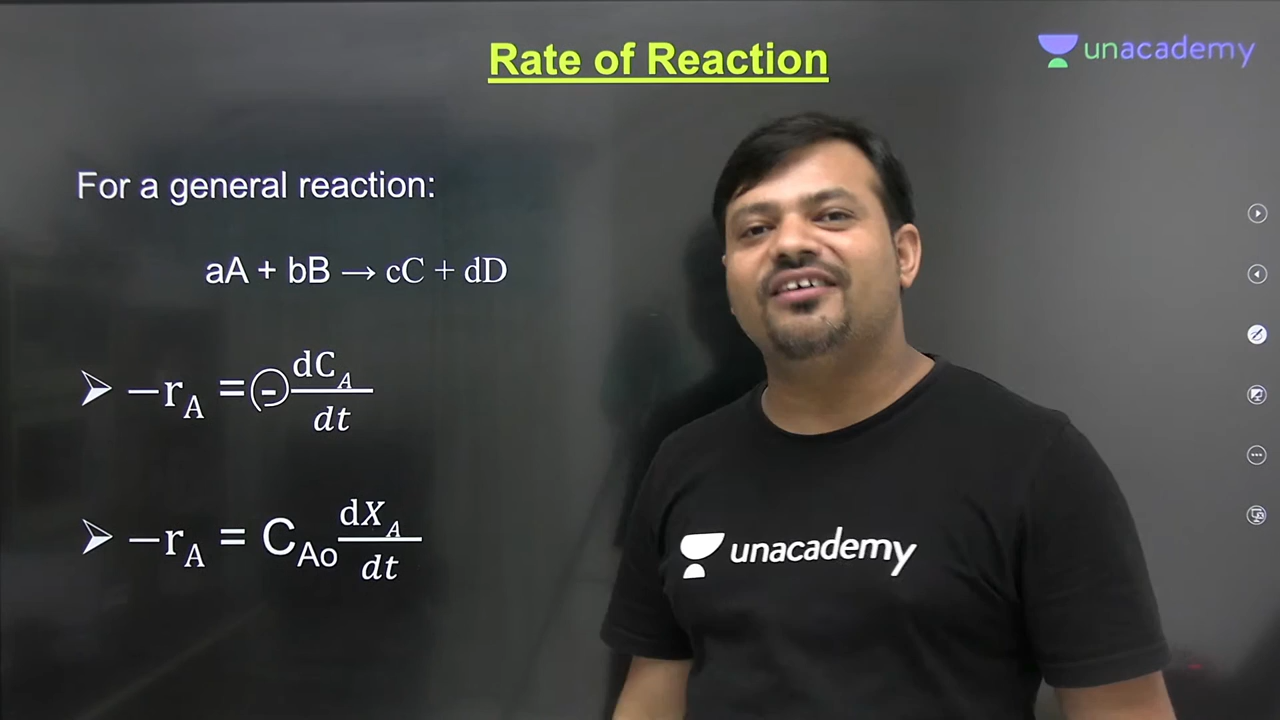 Rate of Reaction
unacademy
For a general reaction:
aA + bB → cC + dD
➢ −r_A = - dC_A/dt
➢ −r_A = C_Ao dX_A/dt
unacademy